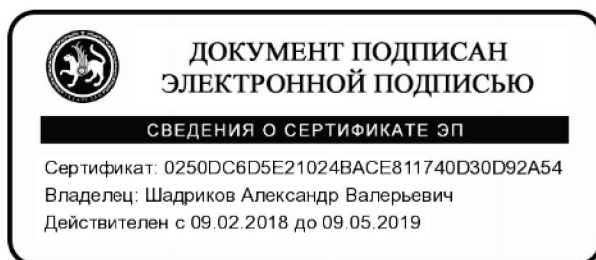 ДОКУМЕНТ ПОДПИСАН
ЭЛЕКТРОННОЙ ПОДПИСЬЮ
СВЕДЕНИЯ О СЕРТИФИКАТЕ ЭП
Сертификат: 0250DC6D5E21024BACE811740D30D92A54
Владелец: Шадриков Александр Валерьевич
Действителен с 09.02.2018 до 09.05.2019